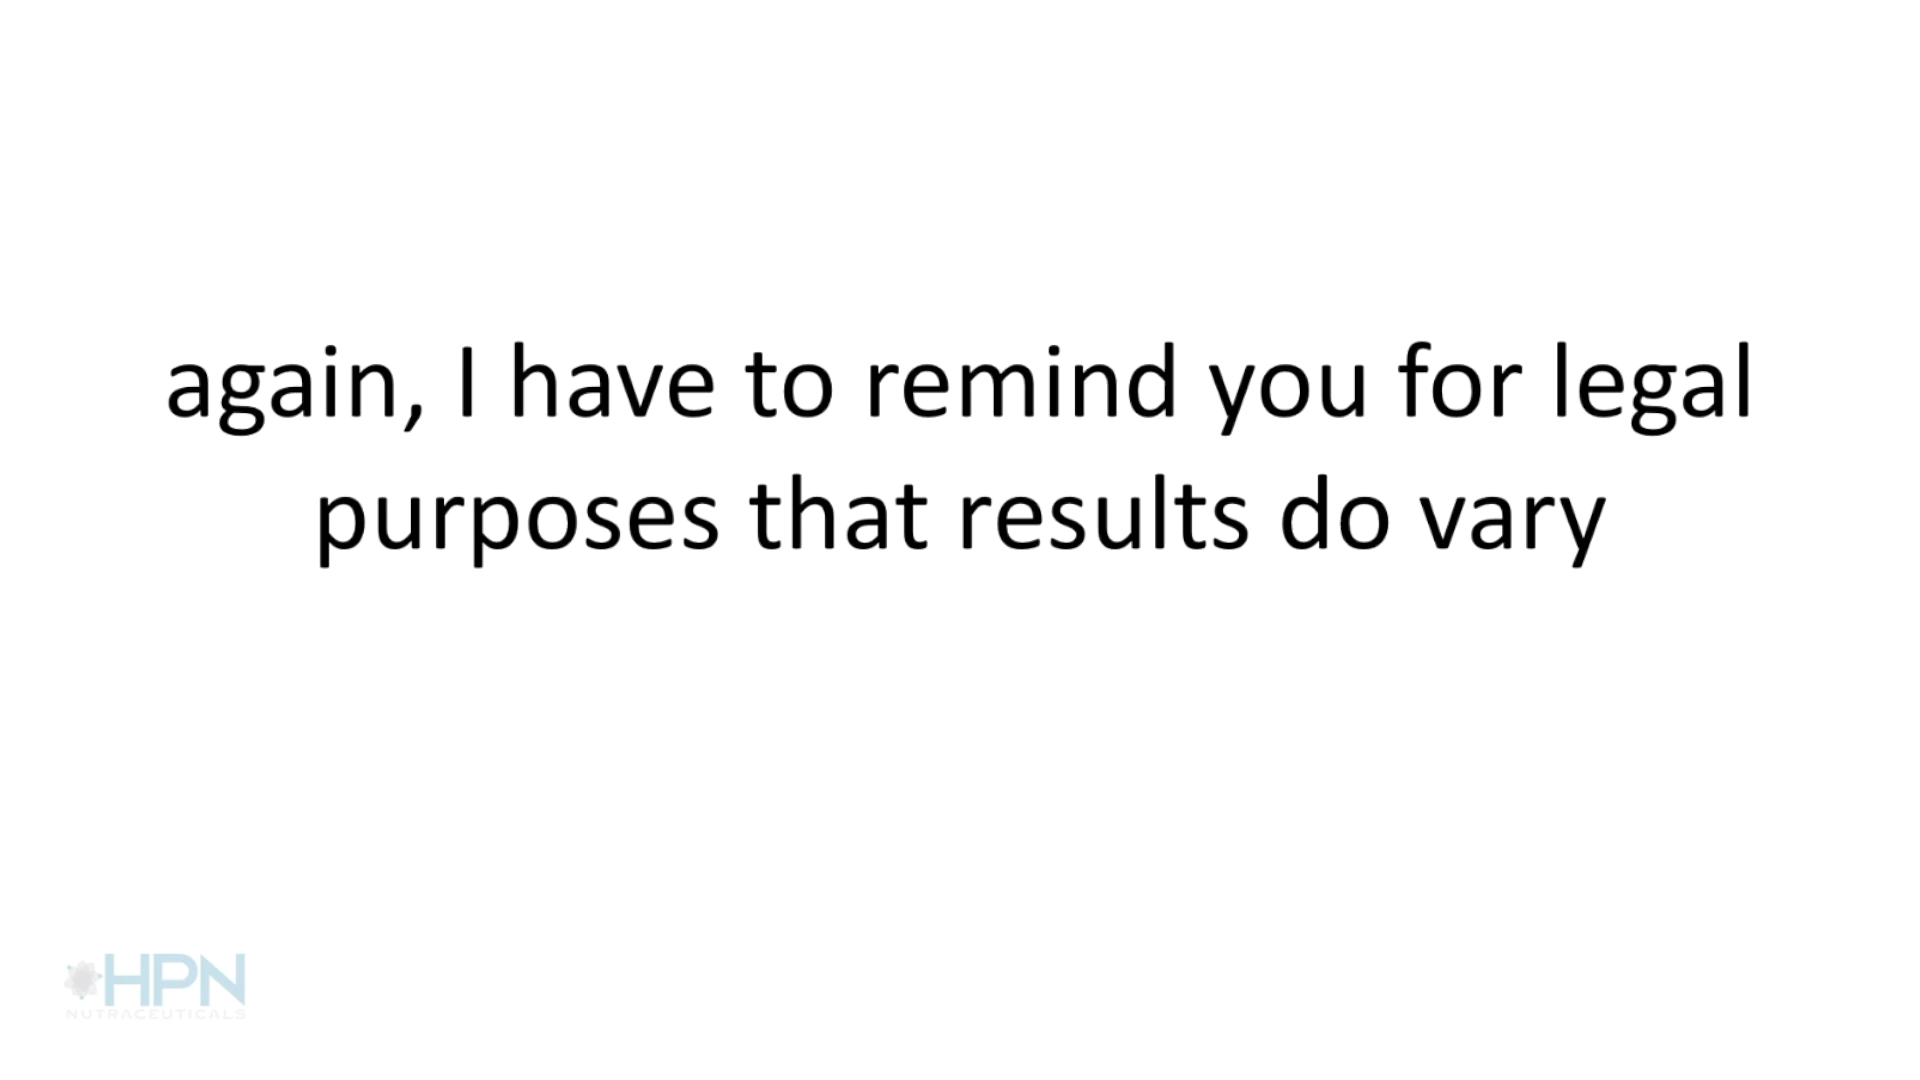 again, I have to remind you for legal
purposes that results do vary
HPN
NUTRACEUTICALS